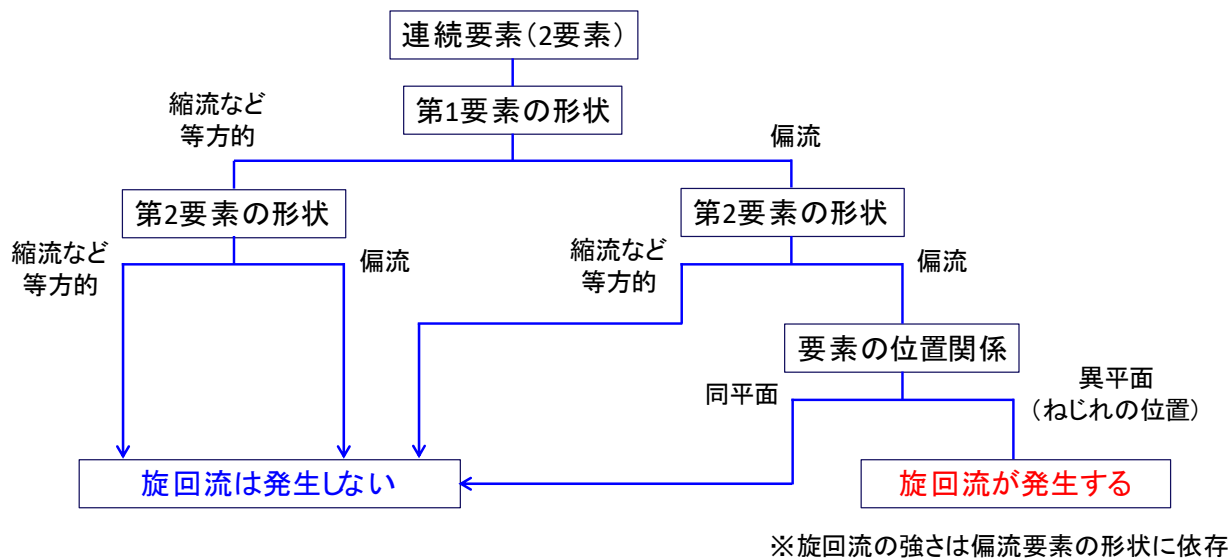 連続要素（2要素）
第1要素の形状
縮流など
等方的
偏流
第2要素の形状
第2要素の形状
縮流など
等方的
偏流
縮流など
等方的
偏流
要素の位置関係
同平面
異平面
（ねじれの位置）
旋回流は発生しない
旋回流が発生する
※旋回流の強さは偏流要素の形状に依存